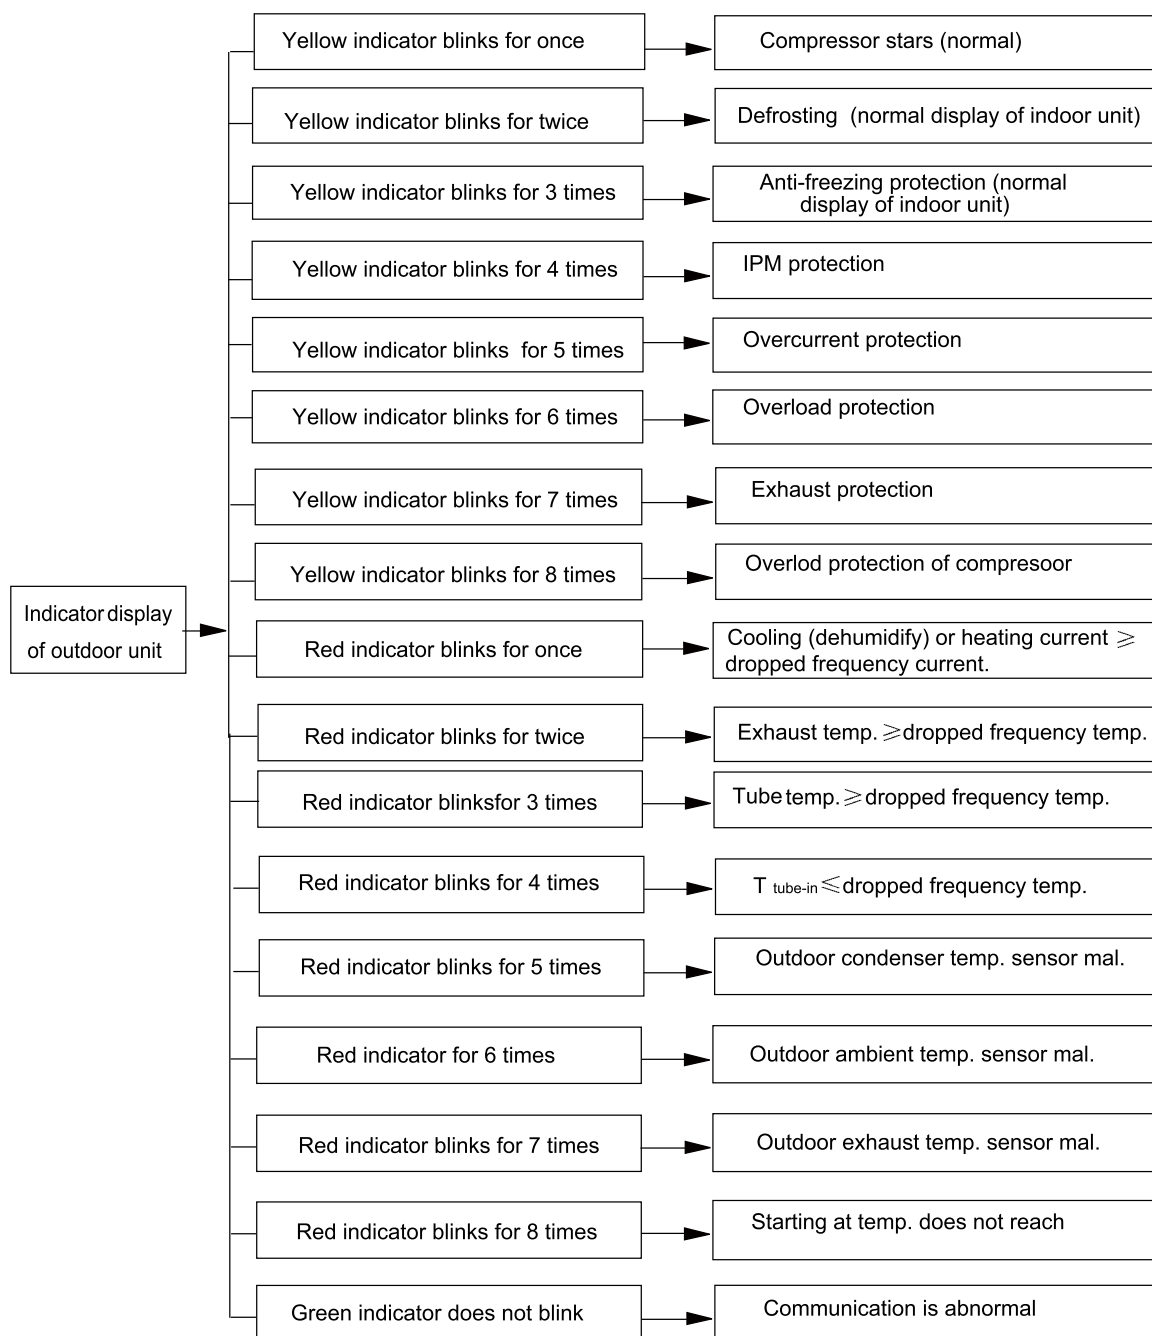 Yellow indicator blinks for once
Compressor stars (normal)
Yellow indicator blinks for twice
Defrosting (normal display of indoor unit)
Yellow indicator blinks for 3 times
Anti-freezing protection (normal
display of indoor unit)
Yellow indicator blinks for 4 times
IPM protection
Yellow indicator blinks for 5 times
Overcurrent protection
Yellow indicator blinks for 6 times
Overload protection
Yellow indicator blinks for 7 times
Exhaust protection
Yellow indicator blinks for 8 times
Overlod protection of compresoor
Indicator display
of outdoor unit
Red indicator blinks for once
Cooling (dehumidify) or heating current ≥
dropped frequency current.
Red indicator blinks for twice
Exhaust temp. ≥dropped frequency temp.
Red indicator blinksfor 3 times
Tube temp. ≥dropped frequency temp.
Red indicator blinks for 4 times
T tube-in ≤dropped frequency temp.
Red indicator blinks for 5 times
Outdoor condenser temp. sensor mal.
Red indicator for 6 times
Outdoor ambient temp. sensor mal.
Red indicator blinks for 7 times
Outdoor exhaust temp. sensor mal.
Red indicator blinks for 8 times
Starting at temp. does not reach
Green indicator does not blink
Communication is abnormal